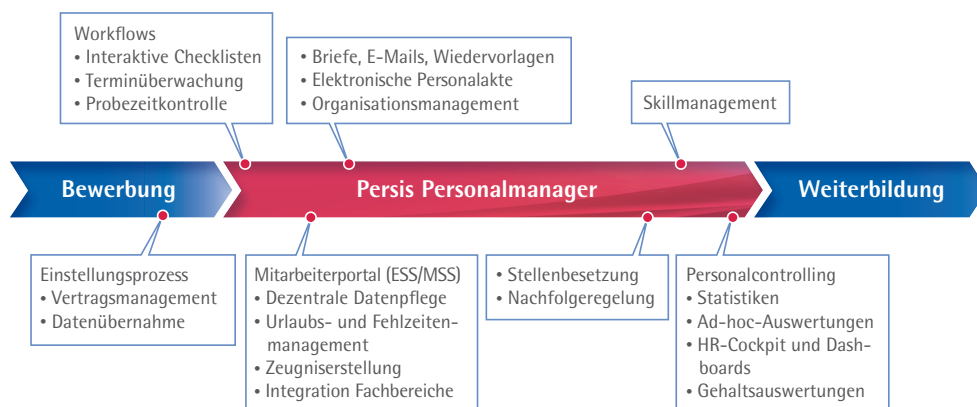 Workflows
• Interaktive Checklisten
• Terminüberwachung
• Probezeitkontrolle
• Briefe, E-Mails, Wiedervorlagen
• Elektronische Personalakte
• Organisationsmanagement
Skillmanagement
Bewerbung
Persis Personalmanager
Weiterbildung
Einstellungsprozess
• Vertragsmanagement
• Datenübernahme
Mitarbeiterportal (ESS/MSS)
• Dezentrale Datenpflege
• Urlaubs- und Fehlzeiten-
management
• Zeugniserstellung
• Integration Fachbereiche
• Stellenbesetzung
• Nachfolgeregelung
Personalcontrolling
• Statistiken
• Ad-hoc-Auswertungen
• HR-Cockpit und Dash-
boards
• Gehaltsauswertungen